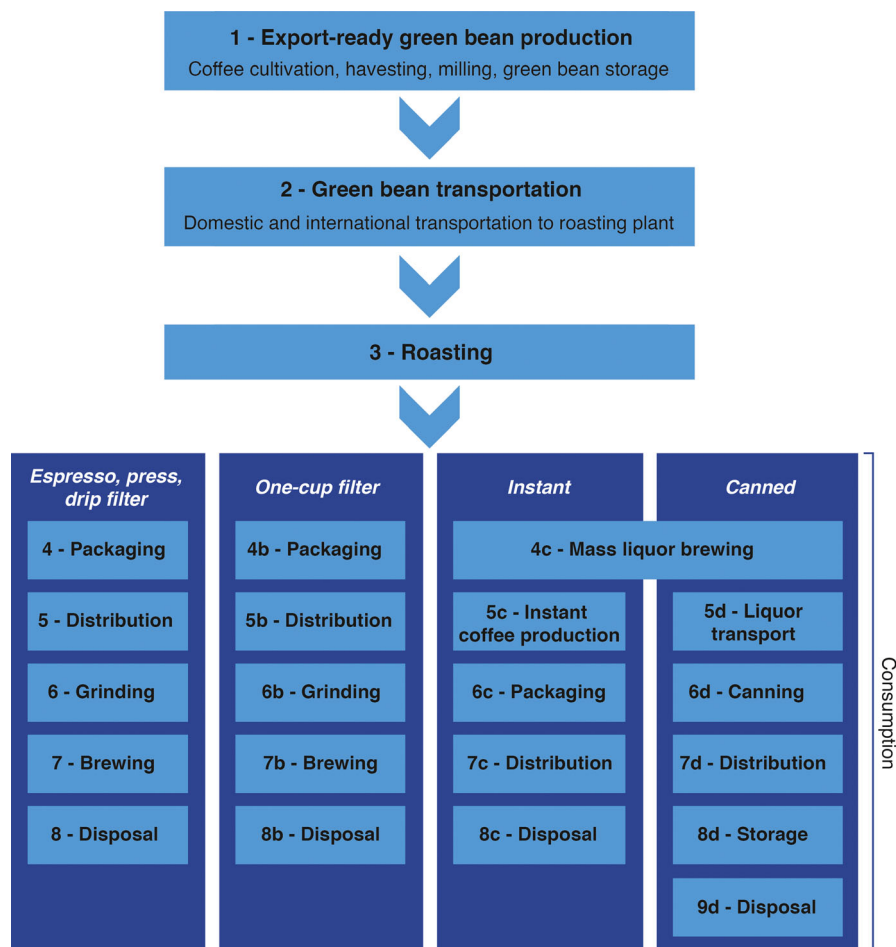 1 - Export-ready green bean production
Coffee cultivation, havesting, milling, green bean storage
2 - Green bean transportation
Domestic and international transportation to roasting plant
3 - Roasting
Espresso, press,
drip filter
4 - Packaging
5 - Distribution
6 - Grinding
7 - Brewing
8 - Disposal
One-cup filter
4b - Packaging
5b - Distribution
6b - Grinding
7b - Brewing
8b - Disposal
Instant
Canned
4c - Mass liquor brewing
5c - Instant
coffee production
6c - Packaging
7c - Distribution
8c - Disposal
5d - Liquor
transport
6d - Canning
7d - Distribution
8d - Storage
9d - Disposal
Consumption